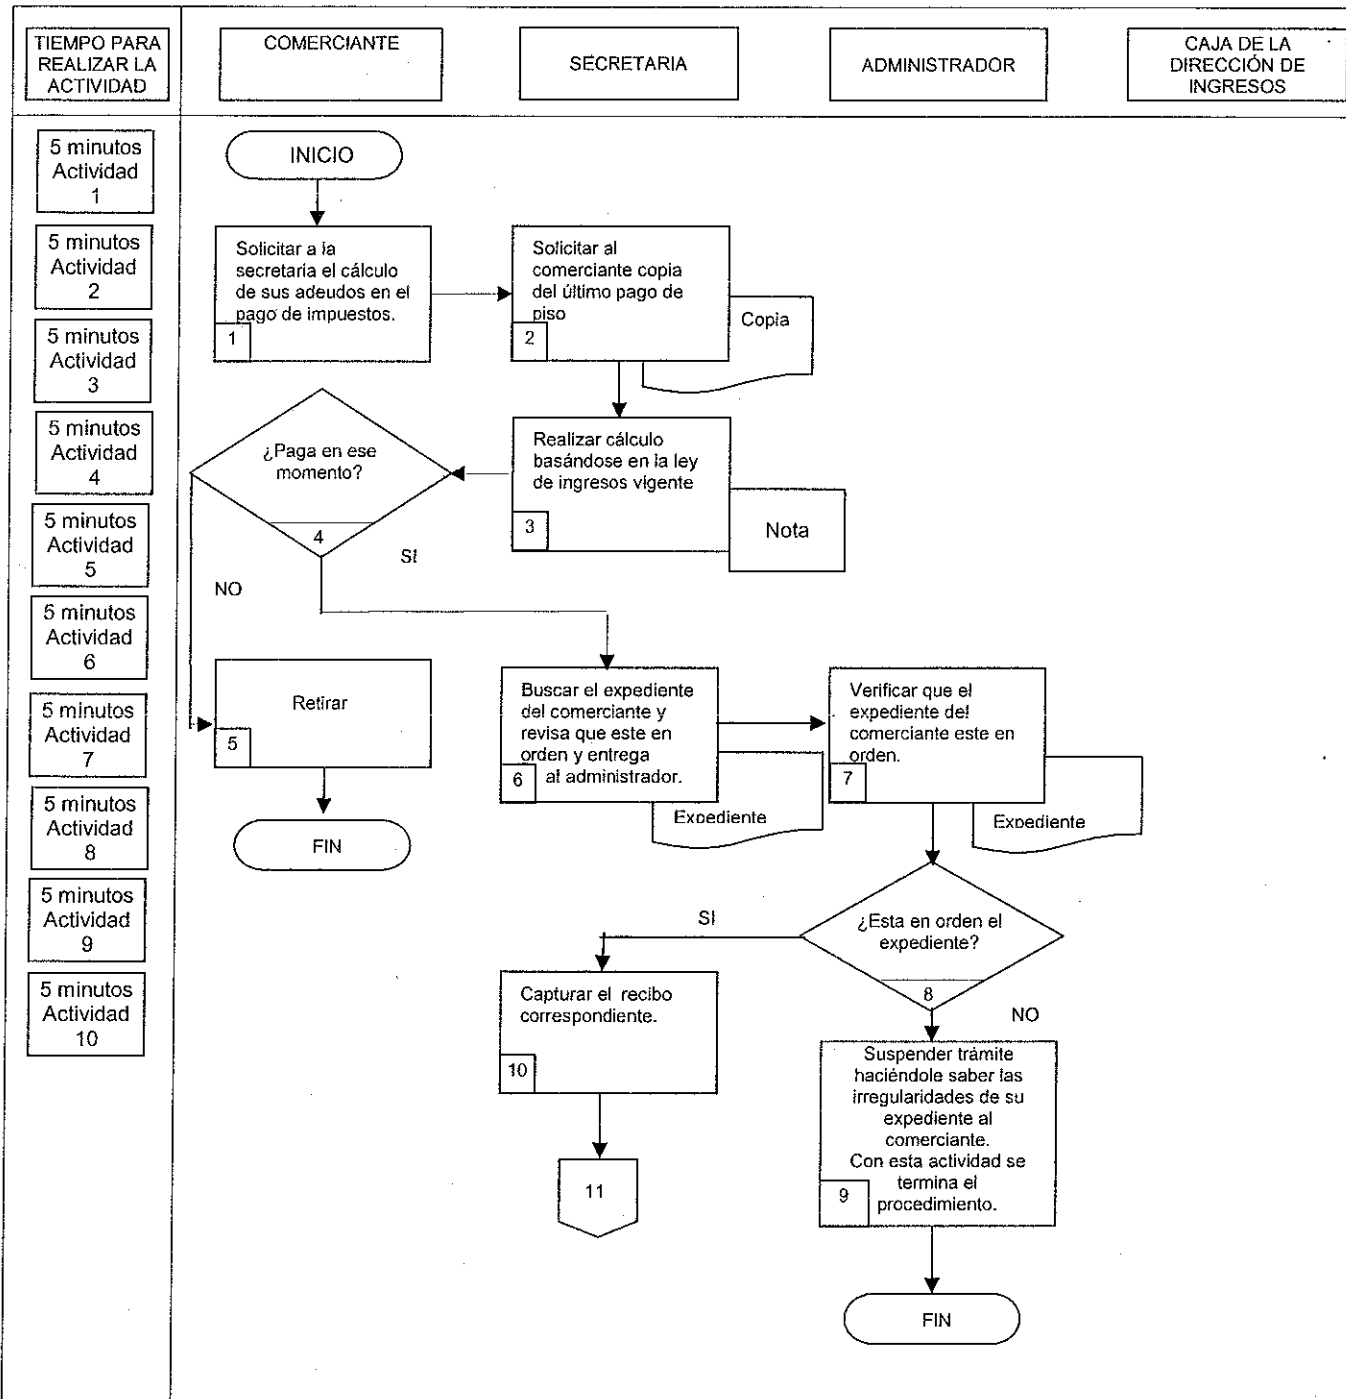 TIEMPO PARA
REALIZAR LA
ACTIVIDAD
COMERCIANTE
SECRETARIA
ADMINISTRADOR
CAJA DE LA
DIRECCIÓN DE
INGRESOS
5 minutos
Actividad
1
5 minutos
Actividad
2
5 minutos
Actividad
3
5 minutos
Actividad
4
5 minutos
Actividad
5
5 minutos
Actividad
6
5 minutos
Actividad
7
5 minutos
Actividad
8
5 minutos
Actividad
9
5 minutos
Actividad
10
INICIO
Solicitar a la
secretaria el cálculo
de sus adeudos en el
pago de impuestos.
1
Solicitar al
comerciante copia
del último pago de
piso
2
Copia
¿Paga en ese
momento?
4
SI
NO
Realizar cálculo
basándose en la ley
de ingresos vigente
3
Nota
Retirar
5
FIN
Buscar el expediente
del comerciante y
revisa que este en
orden y entrega
al administrador.
6
Expediente
Verificar que el
expediente del
comerciante este en
orden.
7
Expediente
¿Esta en orden el
expediente?
8
SI
NO
Capturar el recibo
correspondiente.
10
11
Suspender trámite
haciéndole saber las
irregularidades de su
expediente al
comerciante.
Con esta actividad se
termina el
procedimiento.
9
FIN